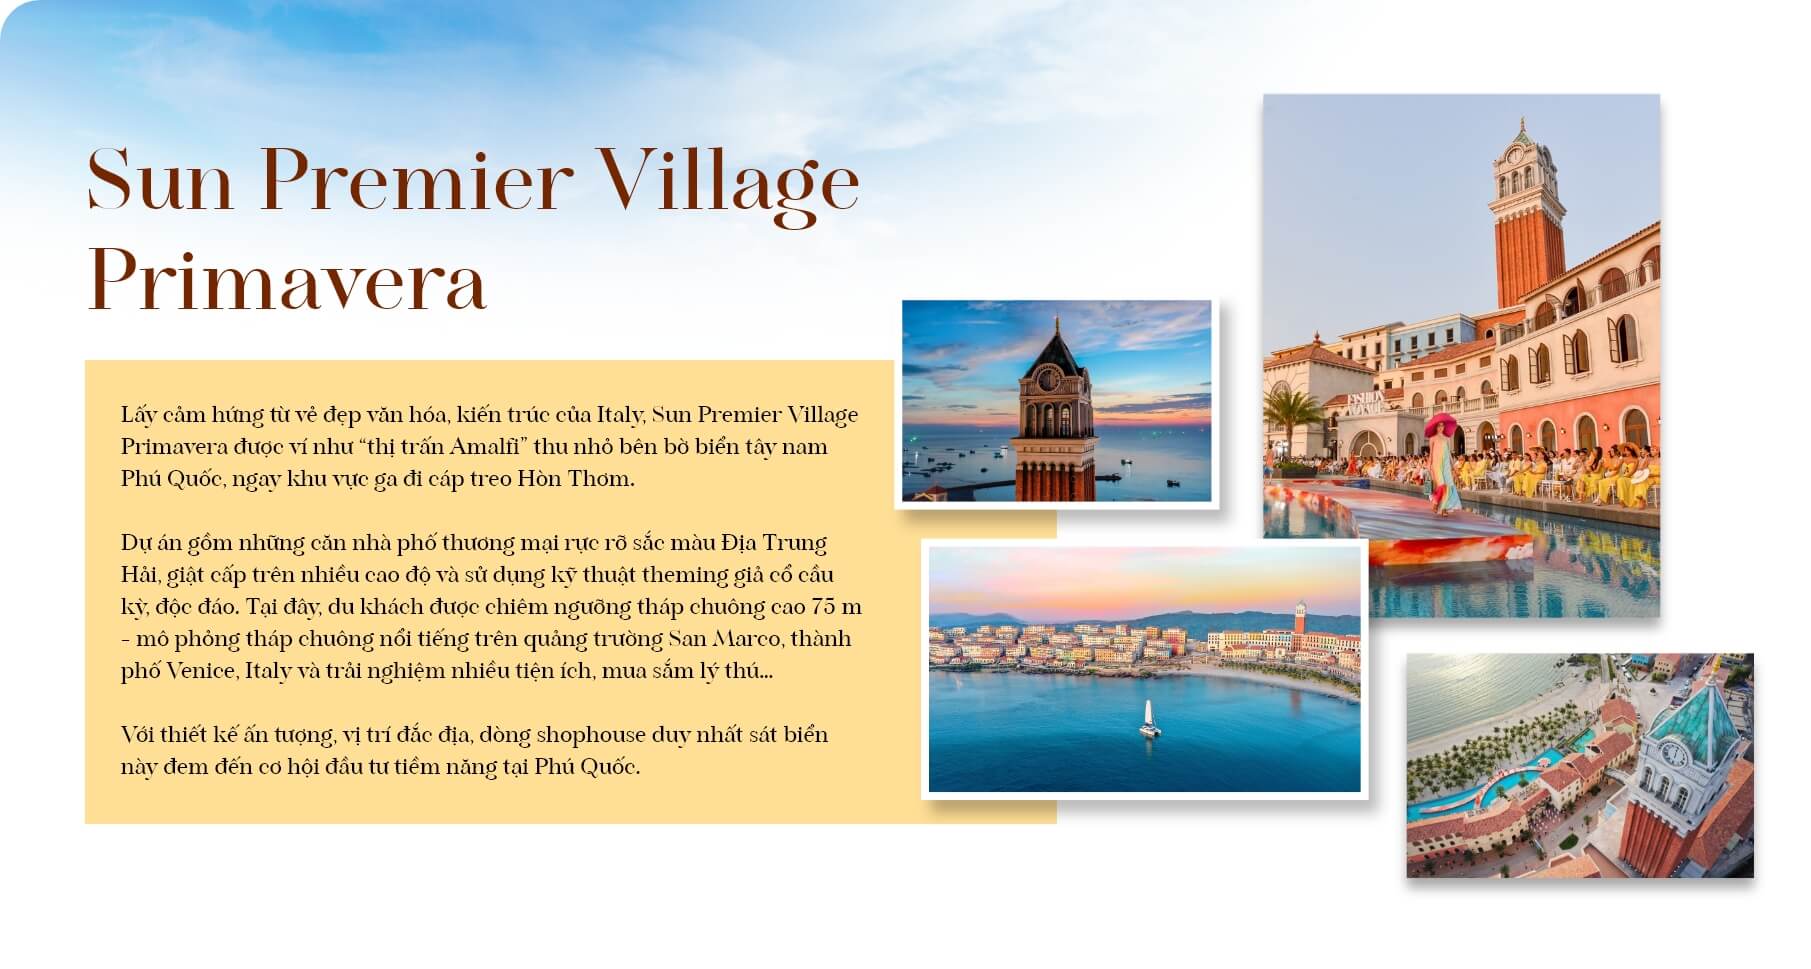 Sun Premier Village
Primavera
Lấy cảm hứng từ vẻ đẹp văn hóa, kiến trúc của Italy, Sun Premier Village
Primavera được ví như “thị trấn Amalfi” thu nhỏ bên bờ biển tây nam
Phú Quốc, ngay khu vực ga đi cáp treo Hòn Thơm.
Dự án gồm những căn nhà phố thương mại rực rỡ sắc màu Địa Trung
Hải, giật cấp trên nhiều cao độ và sử dụng kỹ thuật theming giả cổ cầu
kỳ, độc đáo. Tại đây, du khách được chiêm ngưỡng tháp chuông cao 75 m
- mô phỏng tháp chuông nổi tiếng trên quảng trường San Marco, thành
phố Venice, Italy và trải nghiệm nhiều tiện ích, mua sắm lý thú...
Với thiết kế ấn tượng, vị trí đắc địa, dòng shophouse duy nhất sát biển
này đem đến cơ hội đầu tư tiềm năng tại Phú Quốc.
FASHION
VOYAGE